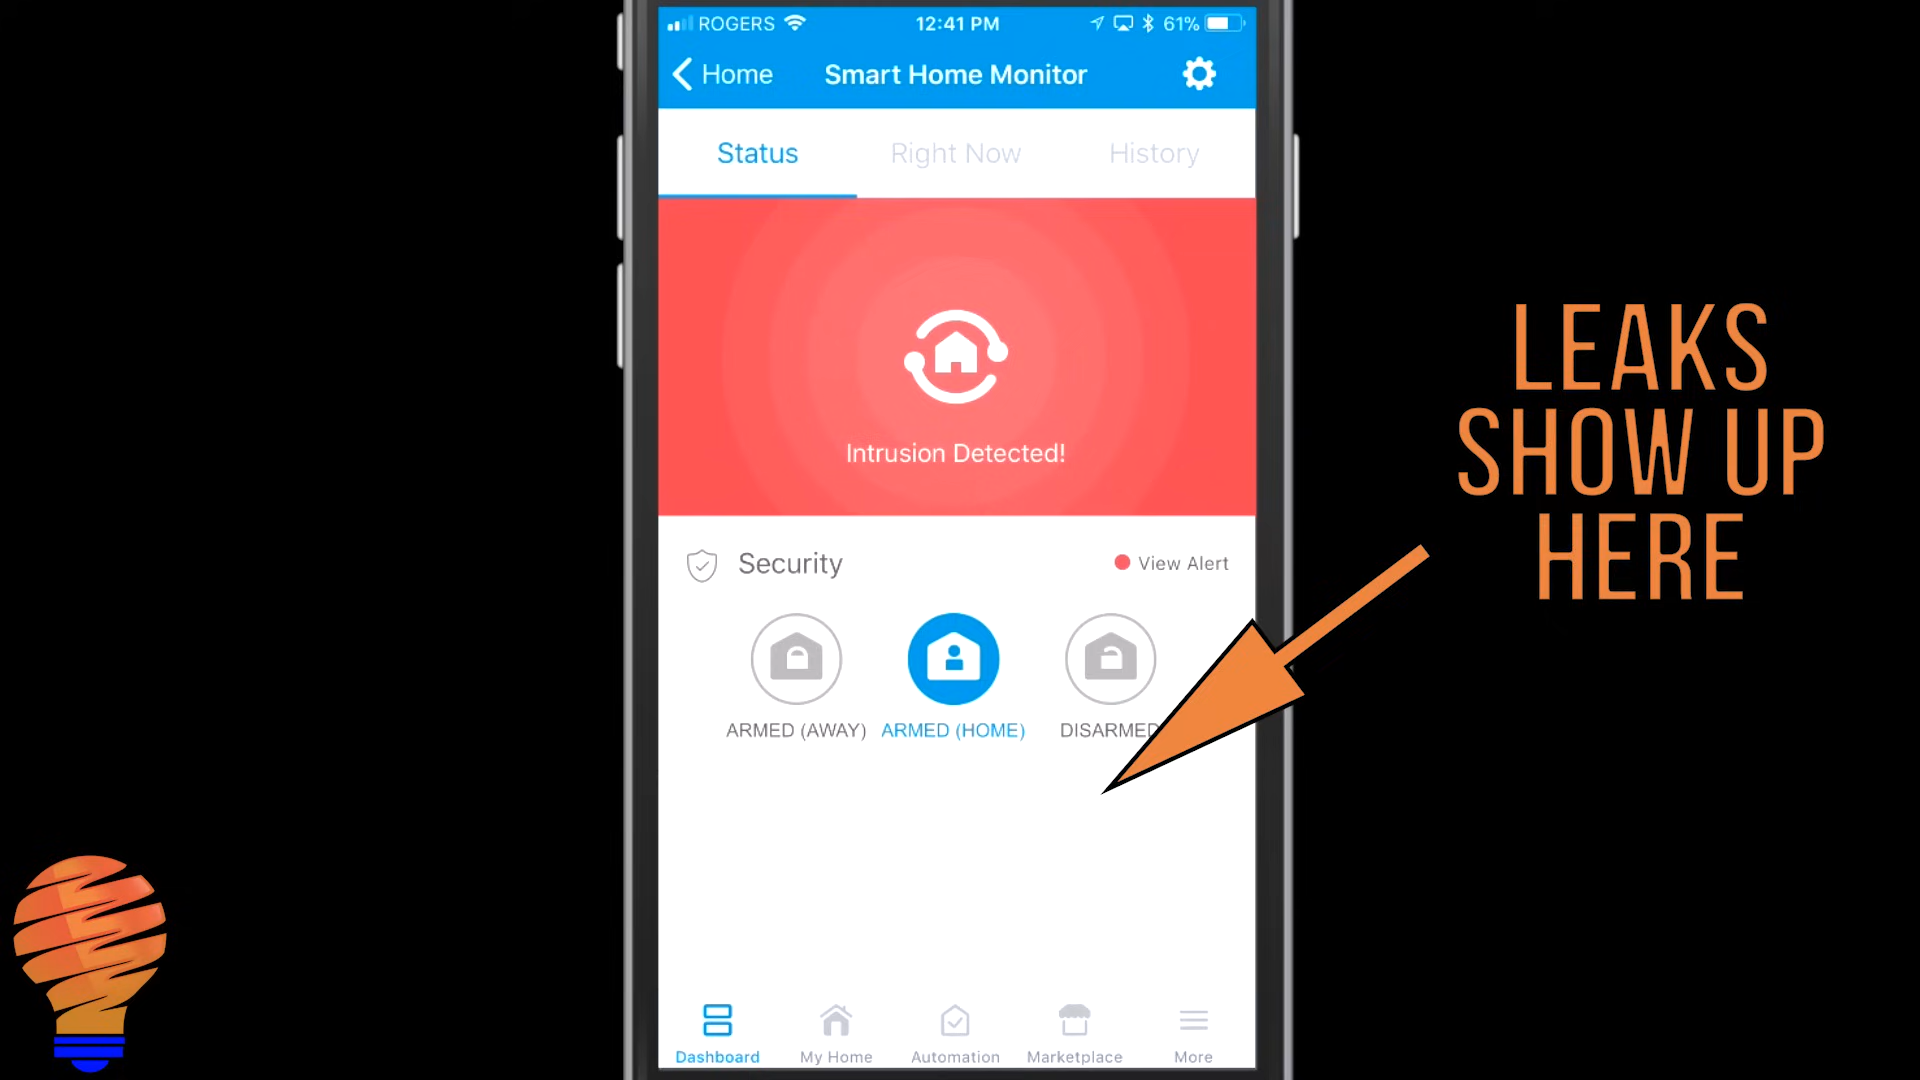 ROGERS 12:41 PM 61%
Home Smart Home Monitor
Status Right Now History
Intrusion Detected!
Security View Alert
ARMED (AWAY) ARMED (HOME) DISARMED
Dashboard My Home Automation Marketplace More
LEAKS
SHOW UP
HERE